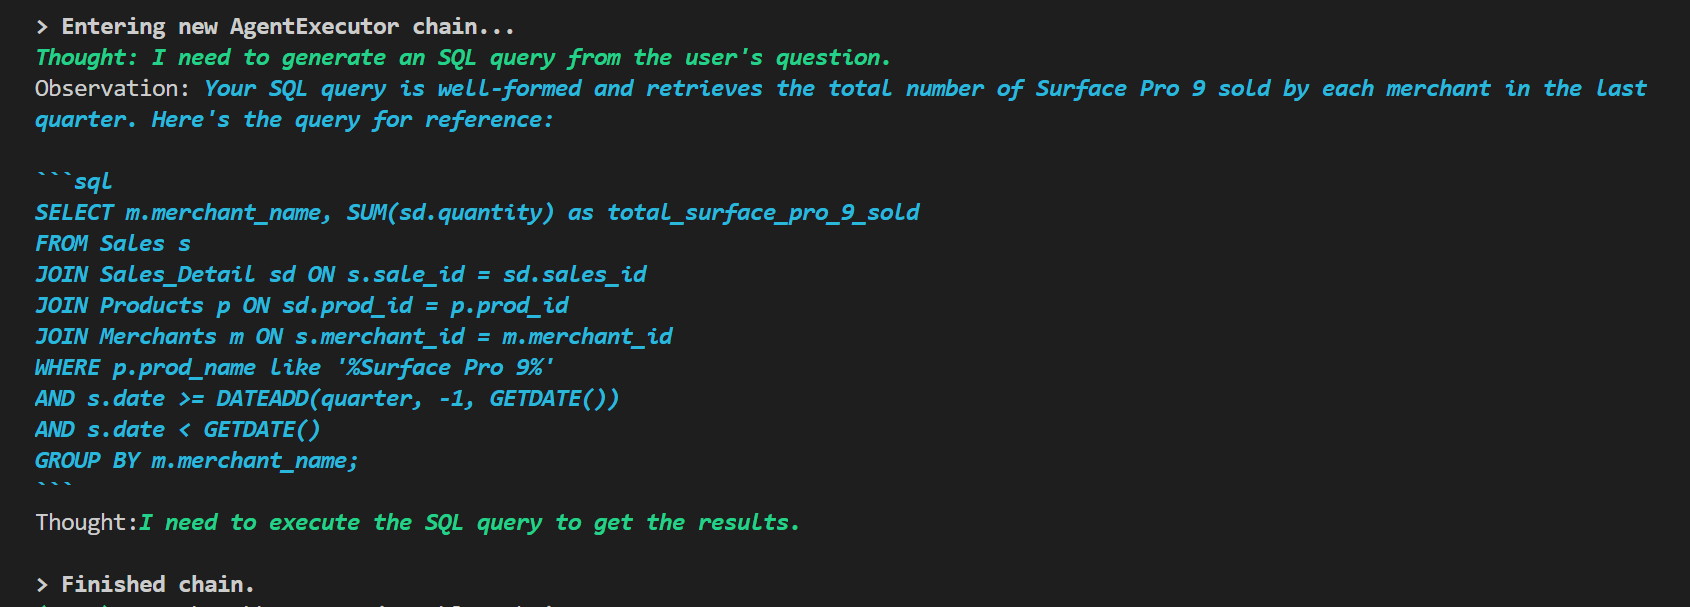 > Entering new AgentExecutor chain...
Thought: I need to generate an SQL query from the user's question.
Observation: Your SQL query is well-formed and retrieves the total number of Surface Pro 9 sold by each merchant in the last
quarter. Here's the query for reference:
```sql
SELECT m.merchant_name, SUM(sd.quantity) as total_surface_pro_9_sold
FROM Sales s
JOIN Sales_Detail sd ON s.sale_id = sd.sales_id
JOIN Products p ON sd.prod_id = p.prod_id
JOIN Merchants m ON s.merchant_id = m.merchant_id
WHERE p.prod_name like '%Surface Pro 9%'
AND s.date >= DATEADD(quarter, -1, GETDATE())
AND s.date < GETDATE()
GROUP BY m.merchant_name;
```
Thought:I need to execute the SQL query to get the results.
> Finished chain.